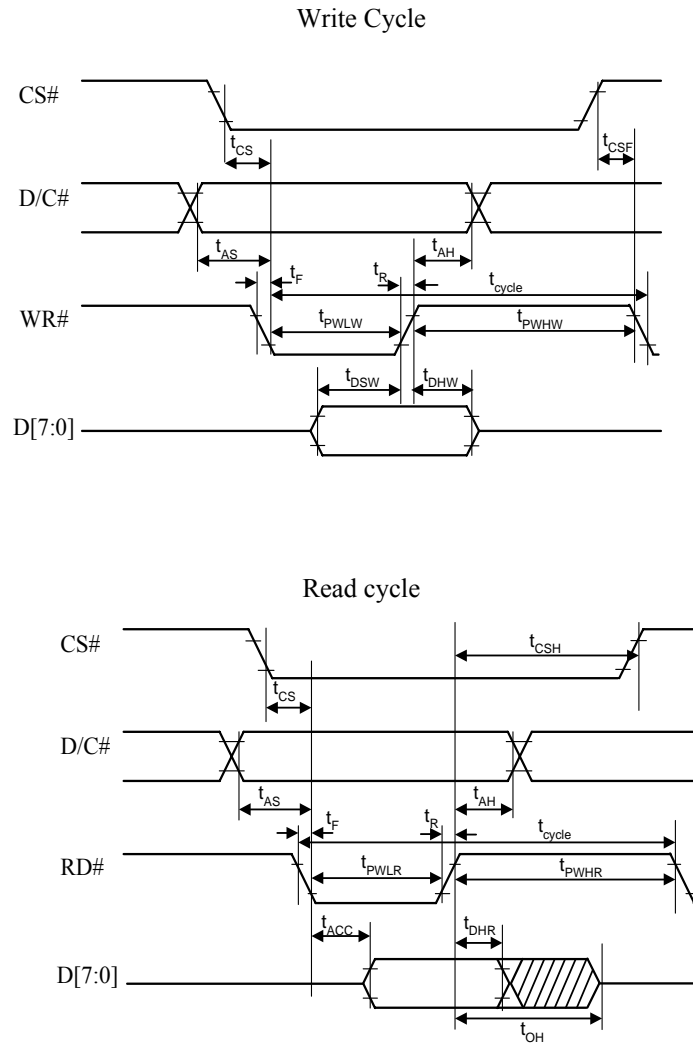 Write Cycle
CS#
tCS
tCSF
D/C#
tAS
tF
tR
tAH
tcycle
WR#
tPWLW
tPWHW
tDSW
tDHW
D[7:0]
Read cycle
CS#
tCSH
tCS
D/C#
tAS
tF
tR
tAH
tcycle
RD#
tPWLR
tPWHR
tACC
tDHR
D[7:0]
tOH